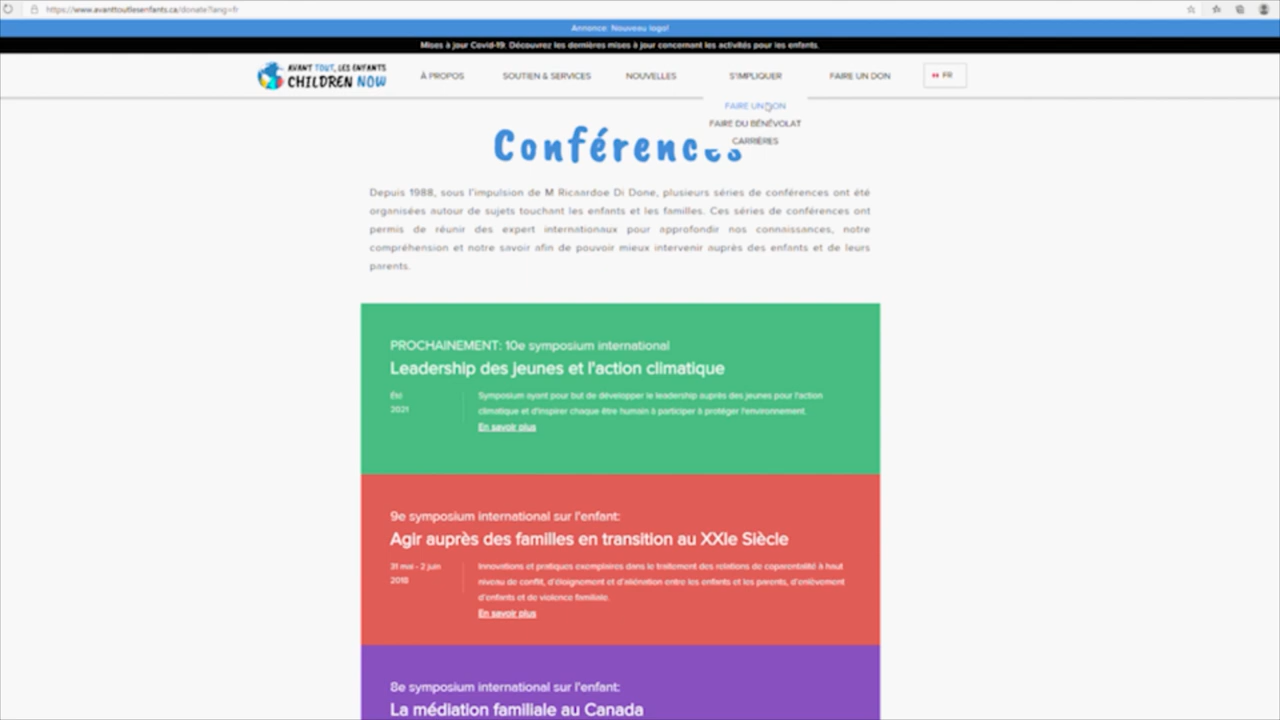 https://www.avanttoutlesenfants.ca/donate?lang=fr
Annonce: Nouveau logo!
Mises à jour Covid-19: Découvrez les dernières mises à jour concernant les activités pour les enfants.
AVANT TOUT, LES ENFANTS
CHILDREN NOW
À PROPOS
SOUTIEN & SERVICES
NOUVELLES
S'IMPLIQUER
FAIRE UN DON
FR
FAIRE UN DON
FAIRE DU BÉNÉVOLAT
CARRIÈRES
Conférences
Depuis 1988, sous l'impulsion de M Ricardoe Di Done, plusieurs séries de conférences ont été
organisées autour de sujets touchant les enfants et les familles. Ces séries de conférences ont
permis de réunir des expert internationaux pour approfondir nos connaissances, notre
compréhension et notre savoir afin de pouvoir mieux intervenir auprès des enfants et de leurs
parents.
PROCHAINEMENT: 10e symposium international
Leadership des jeunes et l'action climatique
Été
2021
Symposium ayant pour but de développer le leadership auprès des jeunes pour l'action
climatique et d'inspirer chaque être humain à participer à protéger l'environnement.
En savoir plus
9e symposium international sur l'enfant:
Agir auprès des familles en transition au XXIe Siècle
31 mai - 2 juin
2018
Innovations et pratiques exemplaires dans le traitement des relations de coparentalité à haut
niveau de conflit, d'éloignement et d'aliénation entre les enfants et les parents, d'enlèvement
d'enfants et de violence familiale.
En savoir plus
8e symposium international sur l'enfant:
La médiation familiale au Canada